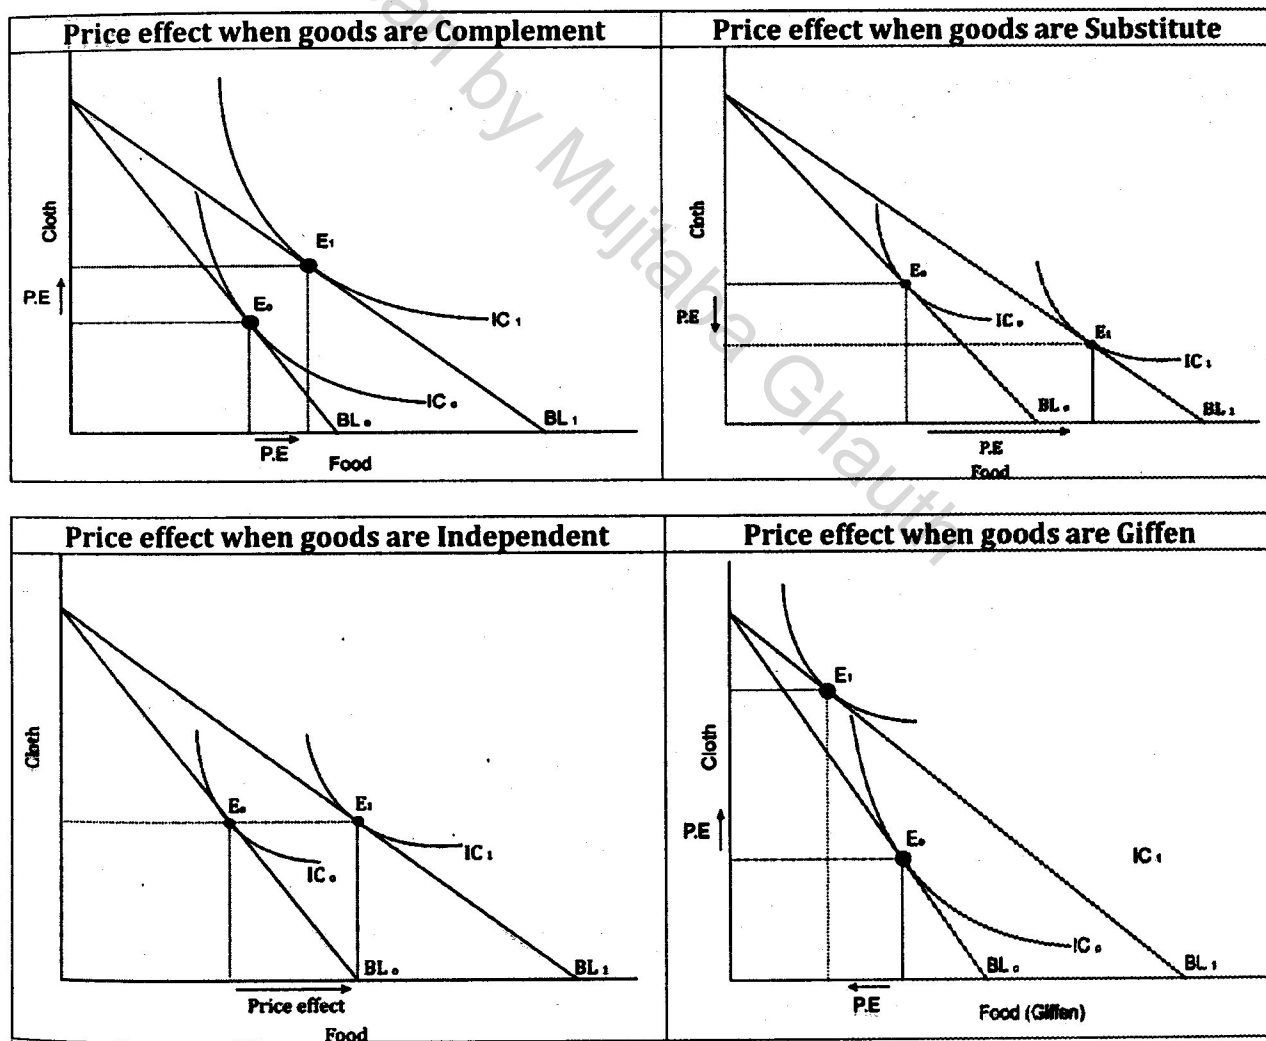 Price effect when goods are Complement
Cloth
P.E
E₁
E₀
IC₁
IC₀
BL₀
BL₁
P.E
Food
Price effect when goods are Substitute
Cloth
P.E
E₀
IC₀
E₁
IC₁
BL₀
BL₁
P.E
Food
Price effect when goods are Independent
Cloth
E₀
E₁
IC₀
IC₁
BL₀
BL₁
Price effect
Food
Price effect when goods are Giffen
Cloth
P.E
E₁
E₀
IC₁
IC₀
BL₀
BL₁
P.E
Food (Giffen)
by Mujtaba Ghauth